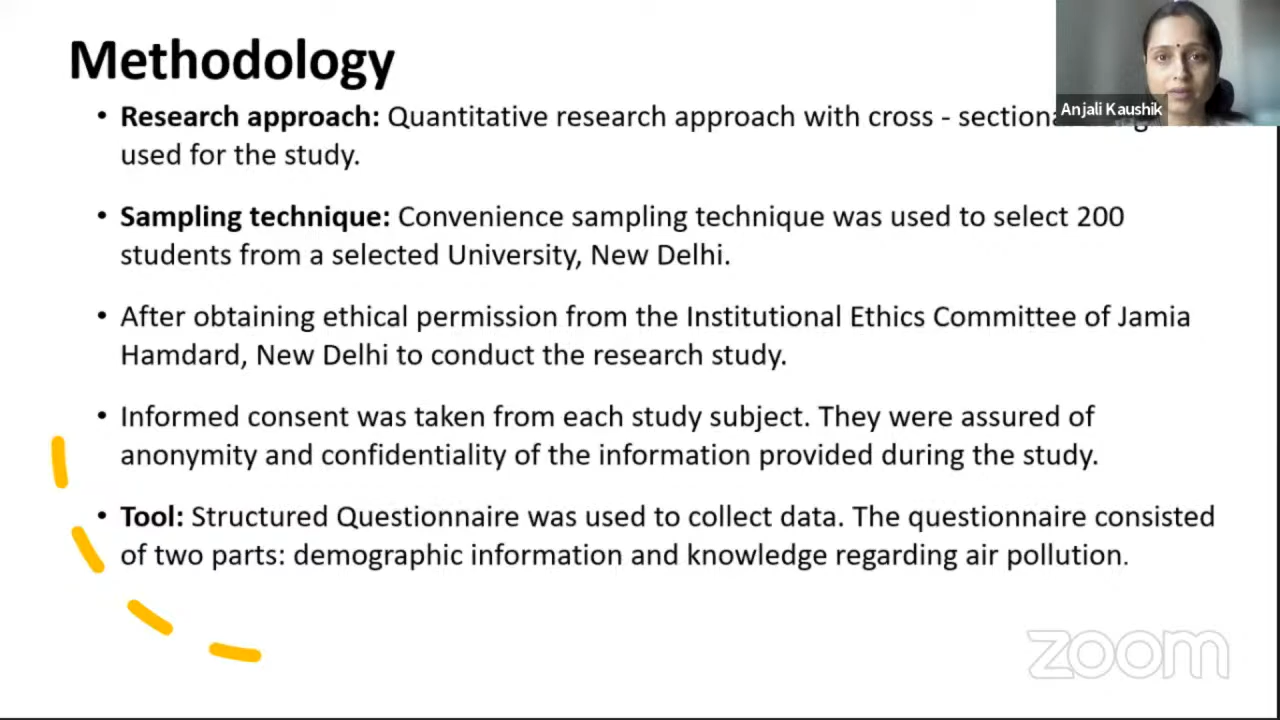 Methodology
Anjali Kaushik
• Research approach: Quantitative research approach with cross -
used for the study.
• Sampling technique: Convenience sampling technique was used to select 200
students from a selected University, New Delhi.
• After obtaining ethical permission from the Institutional Ethics Committee of Jamia
Hamdard, New Delhi to conduct the research study.
• Informed consent was taken from each study subject. They were assured of
anonymity and confidentiality of the information provided during the study.
• Tool: Structured Questionnaire was used to collect data. The questionnaire consisted
of two parts: demographic information and knowledge regarding air pollution.
zoom